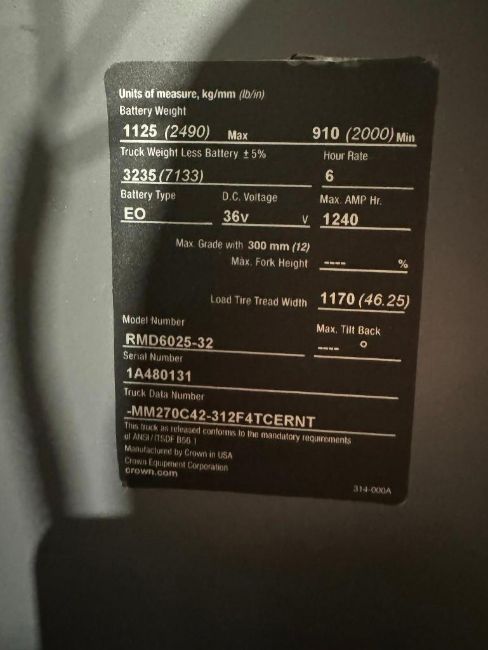 Units of measure, kg/mm (lb/in)
Battery Weight
1125 (2490) Max 910 (2000) Min
Truck Weight Less Battery ± 5% Hour Rate
3235 (7133) 6
Battery Type D.C. Voltage Max. AMP Hr.
EO 36v v 1240
Max. Grade with 300 mm (12)
Max. Fork Height ---- %
Load Tire Tread Width 1170 (46.25)
Model Number Max. Tilt Back
RMD6025-32 ---- °
Serial Number
1A480131
Truck Data Number
-MM270C42-312F4TCERNT
This truck as released conforms to the mandatory requirements
of ANSI / ITSDF B56.1
Manufactured by Crown in USA
Crown Equipment Corporation
crown.com
314-000A